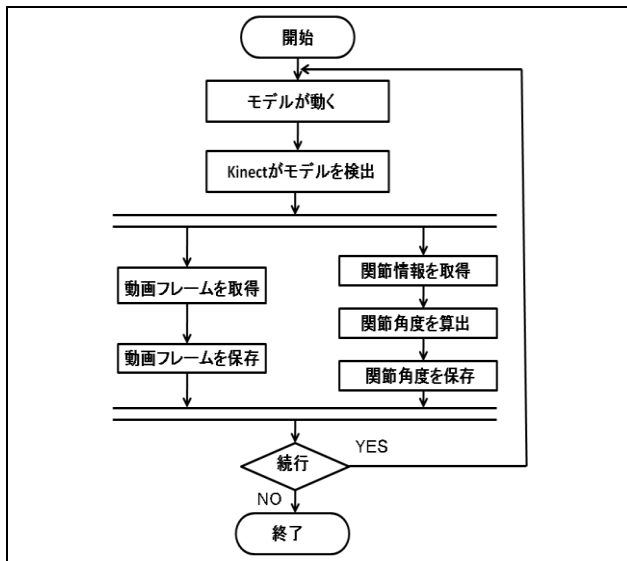 開始
モデルが動く
Kinectがモデルを検出
動画フレームを取得
動画フレームを保存
関節情報を取得
関節角度を算出
関節角度を保存
続行
YES
NO
終了